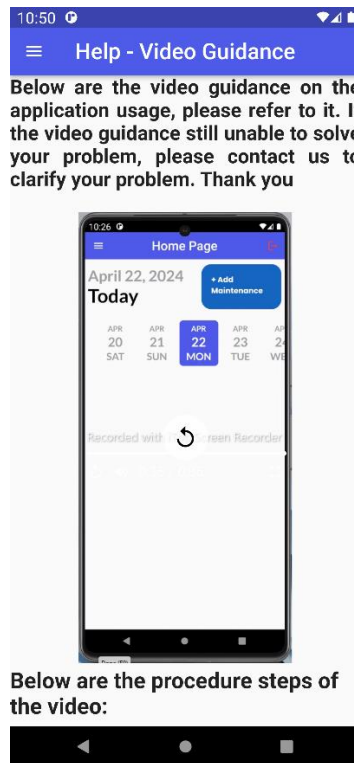 10:50
Help - Video Guidance
Below are the video guidance on the
application usage, please refer to it. I
the video guidance still unable to solve
your problem, please contact us to
clarify your problem. Thank you
10:26
Home Page
April 22, 2024
Today
+ Add
Maintenance
APR APR APR APR AP
20 21 22 23 24
SAT SUN MON TUE WE
Recorded with Screen Recorder
Below are the procedure steps of
the video: